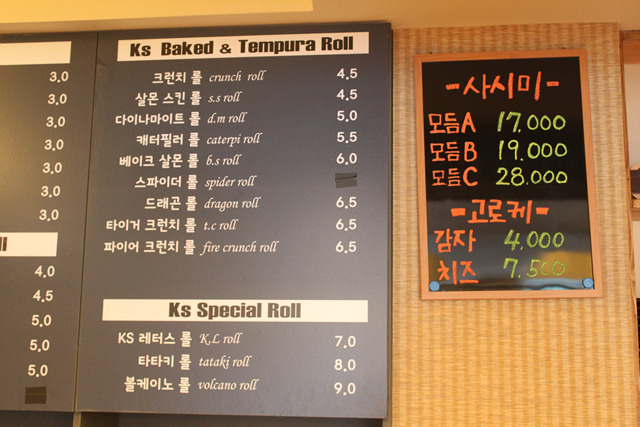 3.0
3.0
3.0
3.0
3.0
3.0
3.0
ll
4.0
4.5
5.0
5.0
5.0
Ks Baked & Tempura Roll
크런치 롤 crunch roll 4.5
살몬 스킨 롤 s.s roll 4.5
다이나마이트 롤 d.m roll 5.0
캐터필러 롤 caterpi roll 5.5
베이크 살몬 롤 b.s roll 6.0
스파이더 롤 spider roll
드래곤 롤 dragon roll 6.5
타이거 크런치 롤 t.c roll 6.5
파이어 크런치 롤 fire crunch roll 6.5
Ks Special Roll
KS 레터스 롤 K,L roll 7.0
타타키 롤 tataki roll 8.0
볼케이노 롤 volcano roll 9.0
-사시미-
모듬A 17.000
모듬B 19.000
모듬C 28.000
-고로케-
감자 4.000
치즈 7.500